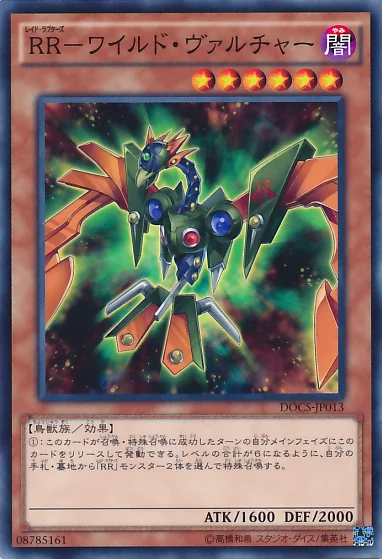 レイド・ラプターズ
RR－ワイルド・ヴァルチャー
やみ
闇
DOCS-JP013
【鳥獣族／効果】
①：このカードが召喚・特殊召喚に成功したターンの自分メインフェイズにこの
カードをリリースして発動できる。レベルの合計が６になるように、自分の
手札・墓地から「RR」モンスター２体を選んで特殊召喚する。
ATK/1600 DEF/2000
08785161
©高橋和希 スタジオ・ダイス/集英社